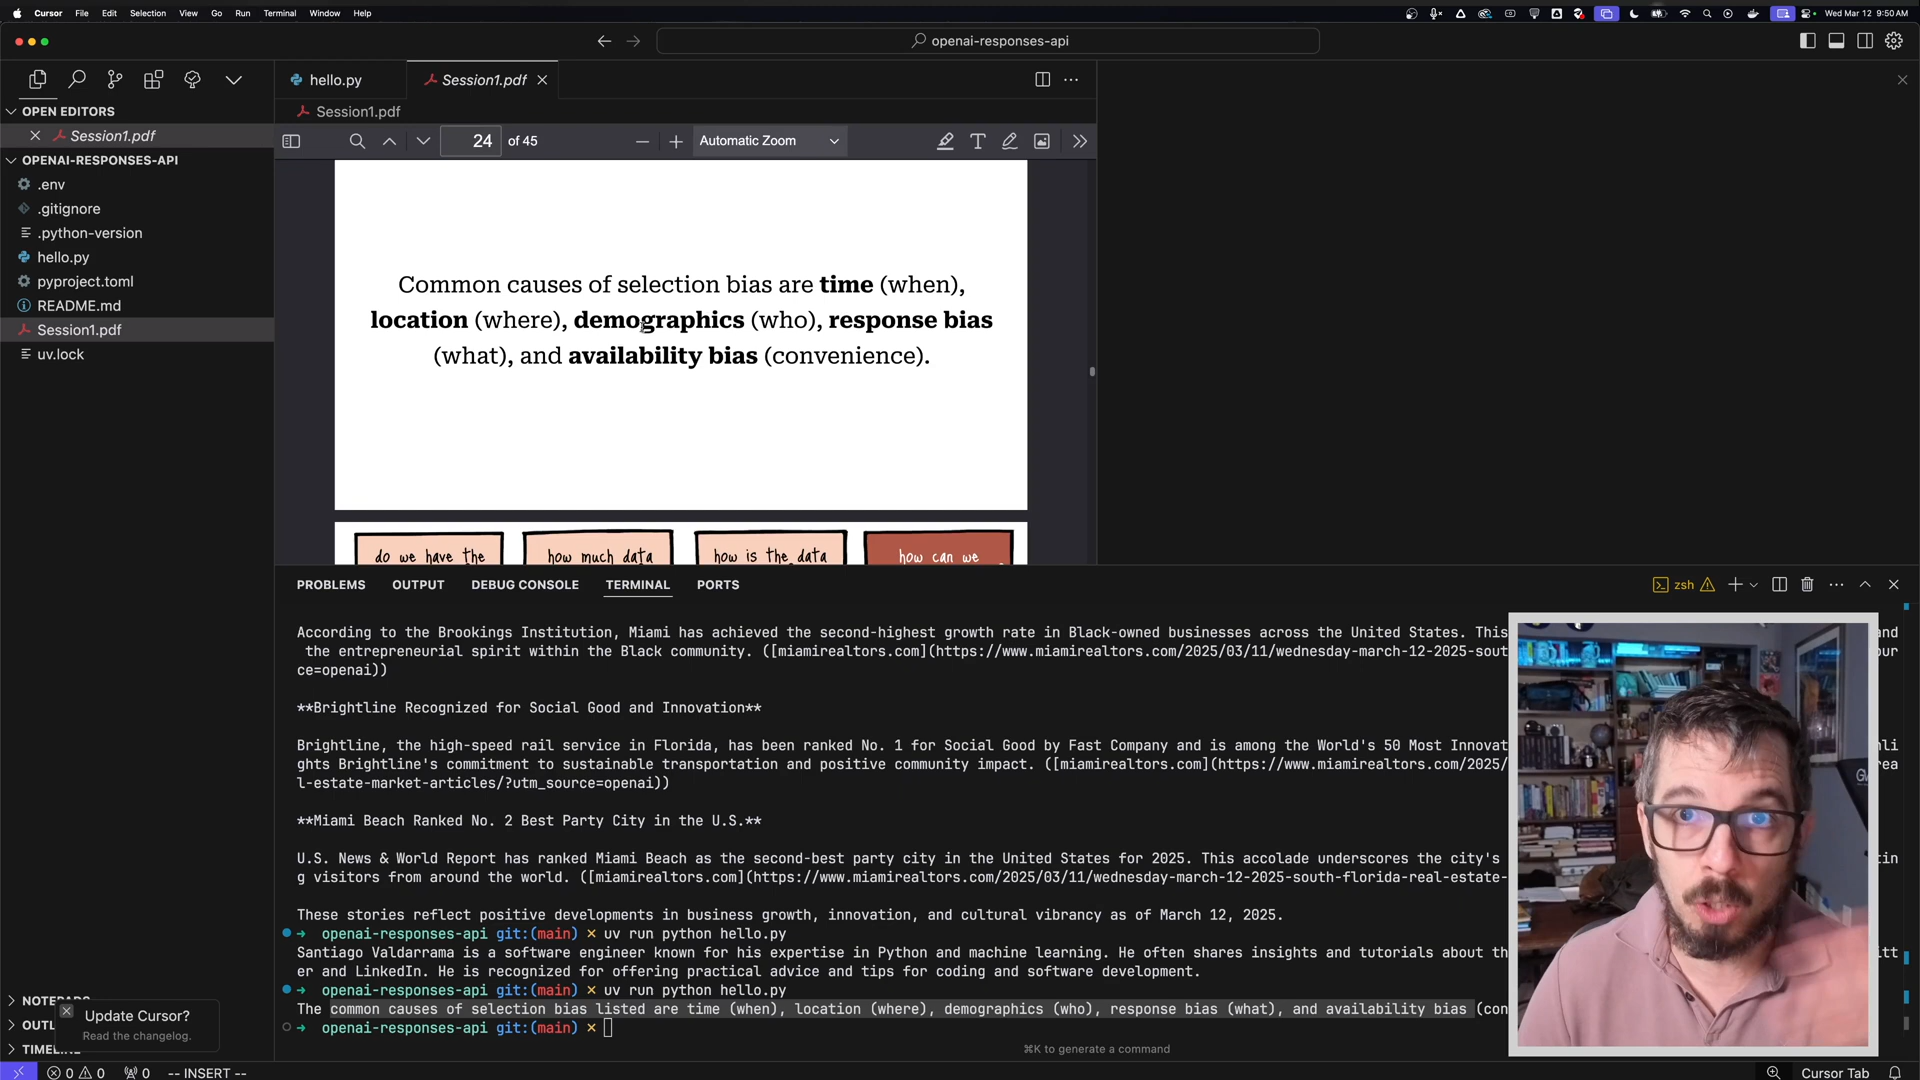 Cursor File Edit Selection View Go Run Terminal Window Help
Wed Mar 12 9:50 AM
openai-responses-api
hello.py
Session1.pdf
OPEN EDITORS
Session1.pdf
Session1.pdf
OPENAI-RESPONSES-API
24 of 45
Automatic Zoom
.env
.gitignore
.python-version
hello.py
pyproject.toml
README.md
Session1.pdf
uv.lock
Common causes of selection bias are time (when),
location (where), demographics (who), response bias
(what), and availability bias (convenience).
do we have the
how much data
how is the data
how can we
PROBLEMS OUTPUT DEBUG CONSOLE TERMINAL PORTS
zsh
According to the Brookings Institution, Miami has achieved the second-highest growth rate in Black-owned businesses across the United States. This
the entrepreneurial spirit within the Black community. ([miamirealtors.com](https://www.miamirealtors.com/2025/03/11/wednesday-march-12-2025-sout
ce=openai))
**Brightline Recognized for Social Good and Innovation**
Brightline, the high-speed rail service in Florida, has been ranked No. 1 for Social Good by Fast Company and is among the World's 50 Most Innovat
ghts Brightline's commitment to sustainable transportation and positive community impact. ([miamirealtors.com](https://www.miamirealtors.com/2025/
l-estate-market-articles/?utm_source=openai))
**Miami Beach Ranked No. 2 Best Party City in the U.S.**
U.S. News & World Report has ranked Miami Beach as the second-best party city in the United States for 2025. This accolade underscores the city's
g visitors from around the world. ([miamirealtors.com](https://www.miamirealtors.com/2025/03/11/wednesday-march-12-2025-south-florida-real-estate-
These stories reflect positive developments in business growth, innovation, and cultural vibrancy as of March 12, 2025.
openai-responses-api git:(main) × uv run python hello.py
Santiago Valdarrama is a software engineer known for his expertise in Python and machine learning. He often shares insights and tutorials about th
er and LinkedIn. He is recognized for offering practical advice and tips for coding and software development.
openai-responses-api git:(main) × uv run python hello.py
The common causes of selection bias listed are time (when), location (where), demographics (who), response bias (what), and availability bias (con
openai-responses-api git:(main) ×
⌘K to generate a command
NOTEPADS
OUTL
TIMELINE
Update Cursor?
Read the changelog.
0 0 0 -- INSERT --
Cursor Tab